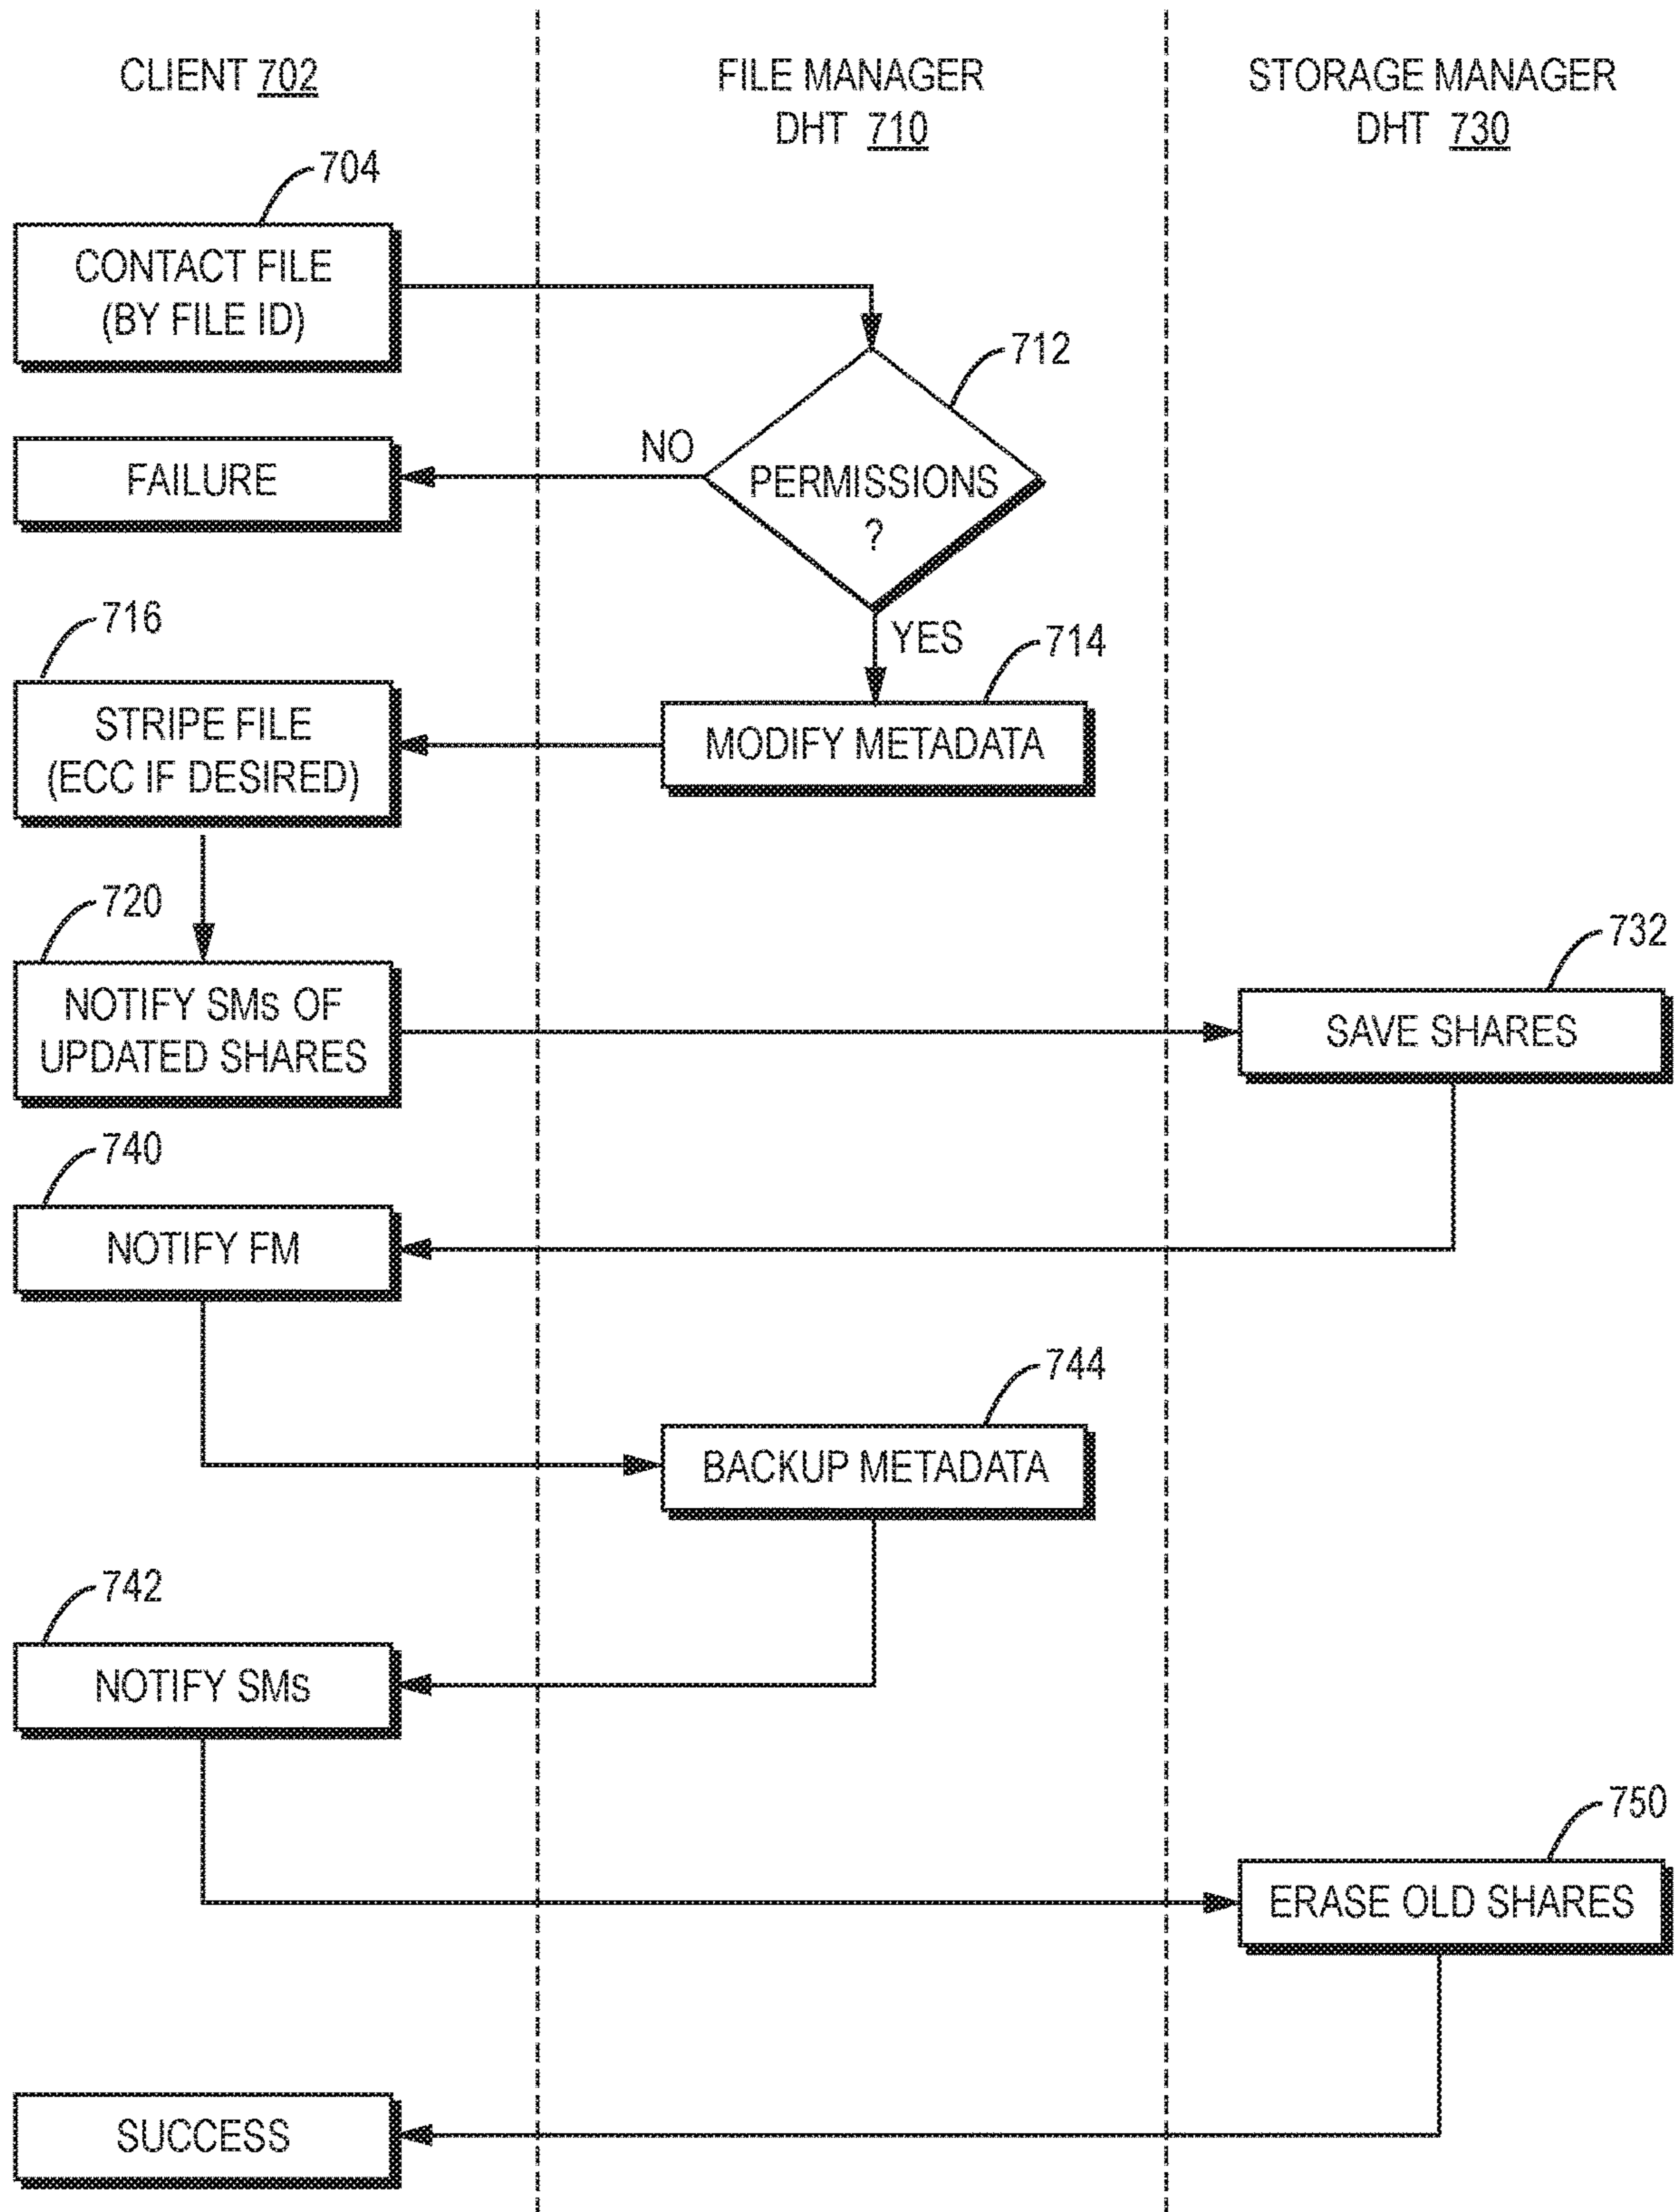 CLIENT 702
FILE MANAGER
DHT 710
STORAGE MANAGER
DHT 730
704
CONTACT FILE
(BY FILE ID)
712
NO
FAILURE
PERMISSIONS
?
716
YES
714
STRIPE FILE
(ECC IF DESIRED)
MODIFY METADATA
720
732
NOTIFY SMs OF
UPDATED SHARES
SAVE SHARES
740
NOTIFY FM
744
BACKUP METADATA
742
NOTIFY SMs
750
ERASE OLD SHARES
SUCCESS